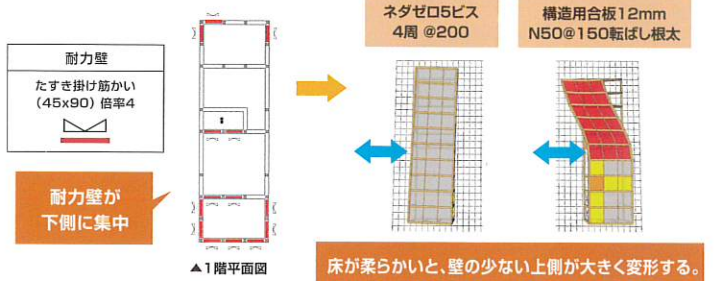 耐力壁
たすき掛け筋かい
（45x90）倍率4
耐力壁が
下側に集中
▲1階平面図
ネダゼロ5ビス
4周 @200
構造用合板12mm
N50@150転ばし根太
床が柔らかいと、壁の少ない上側が大きく変形する。